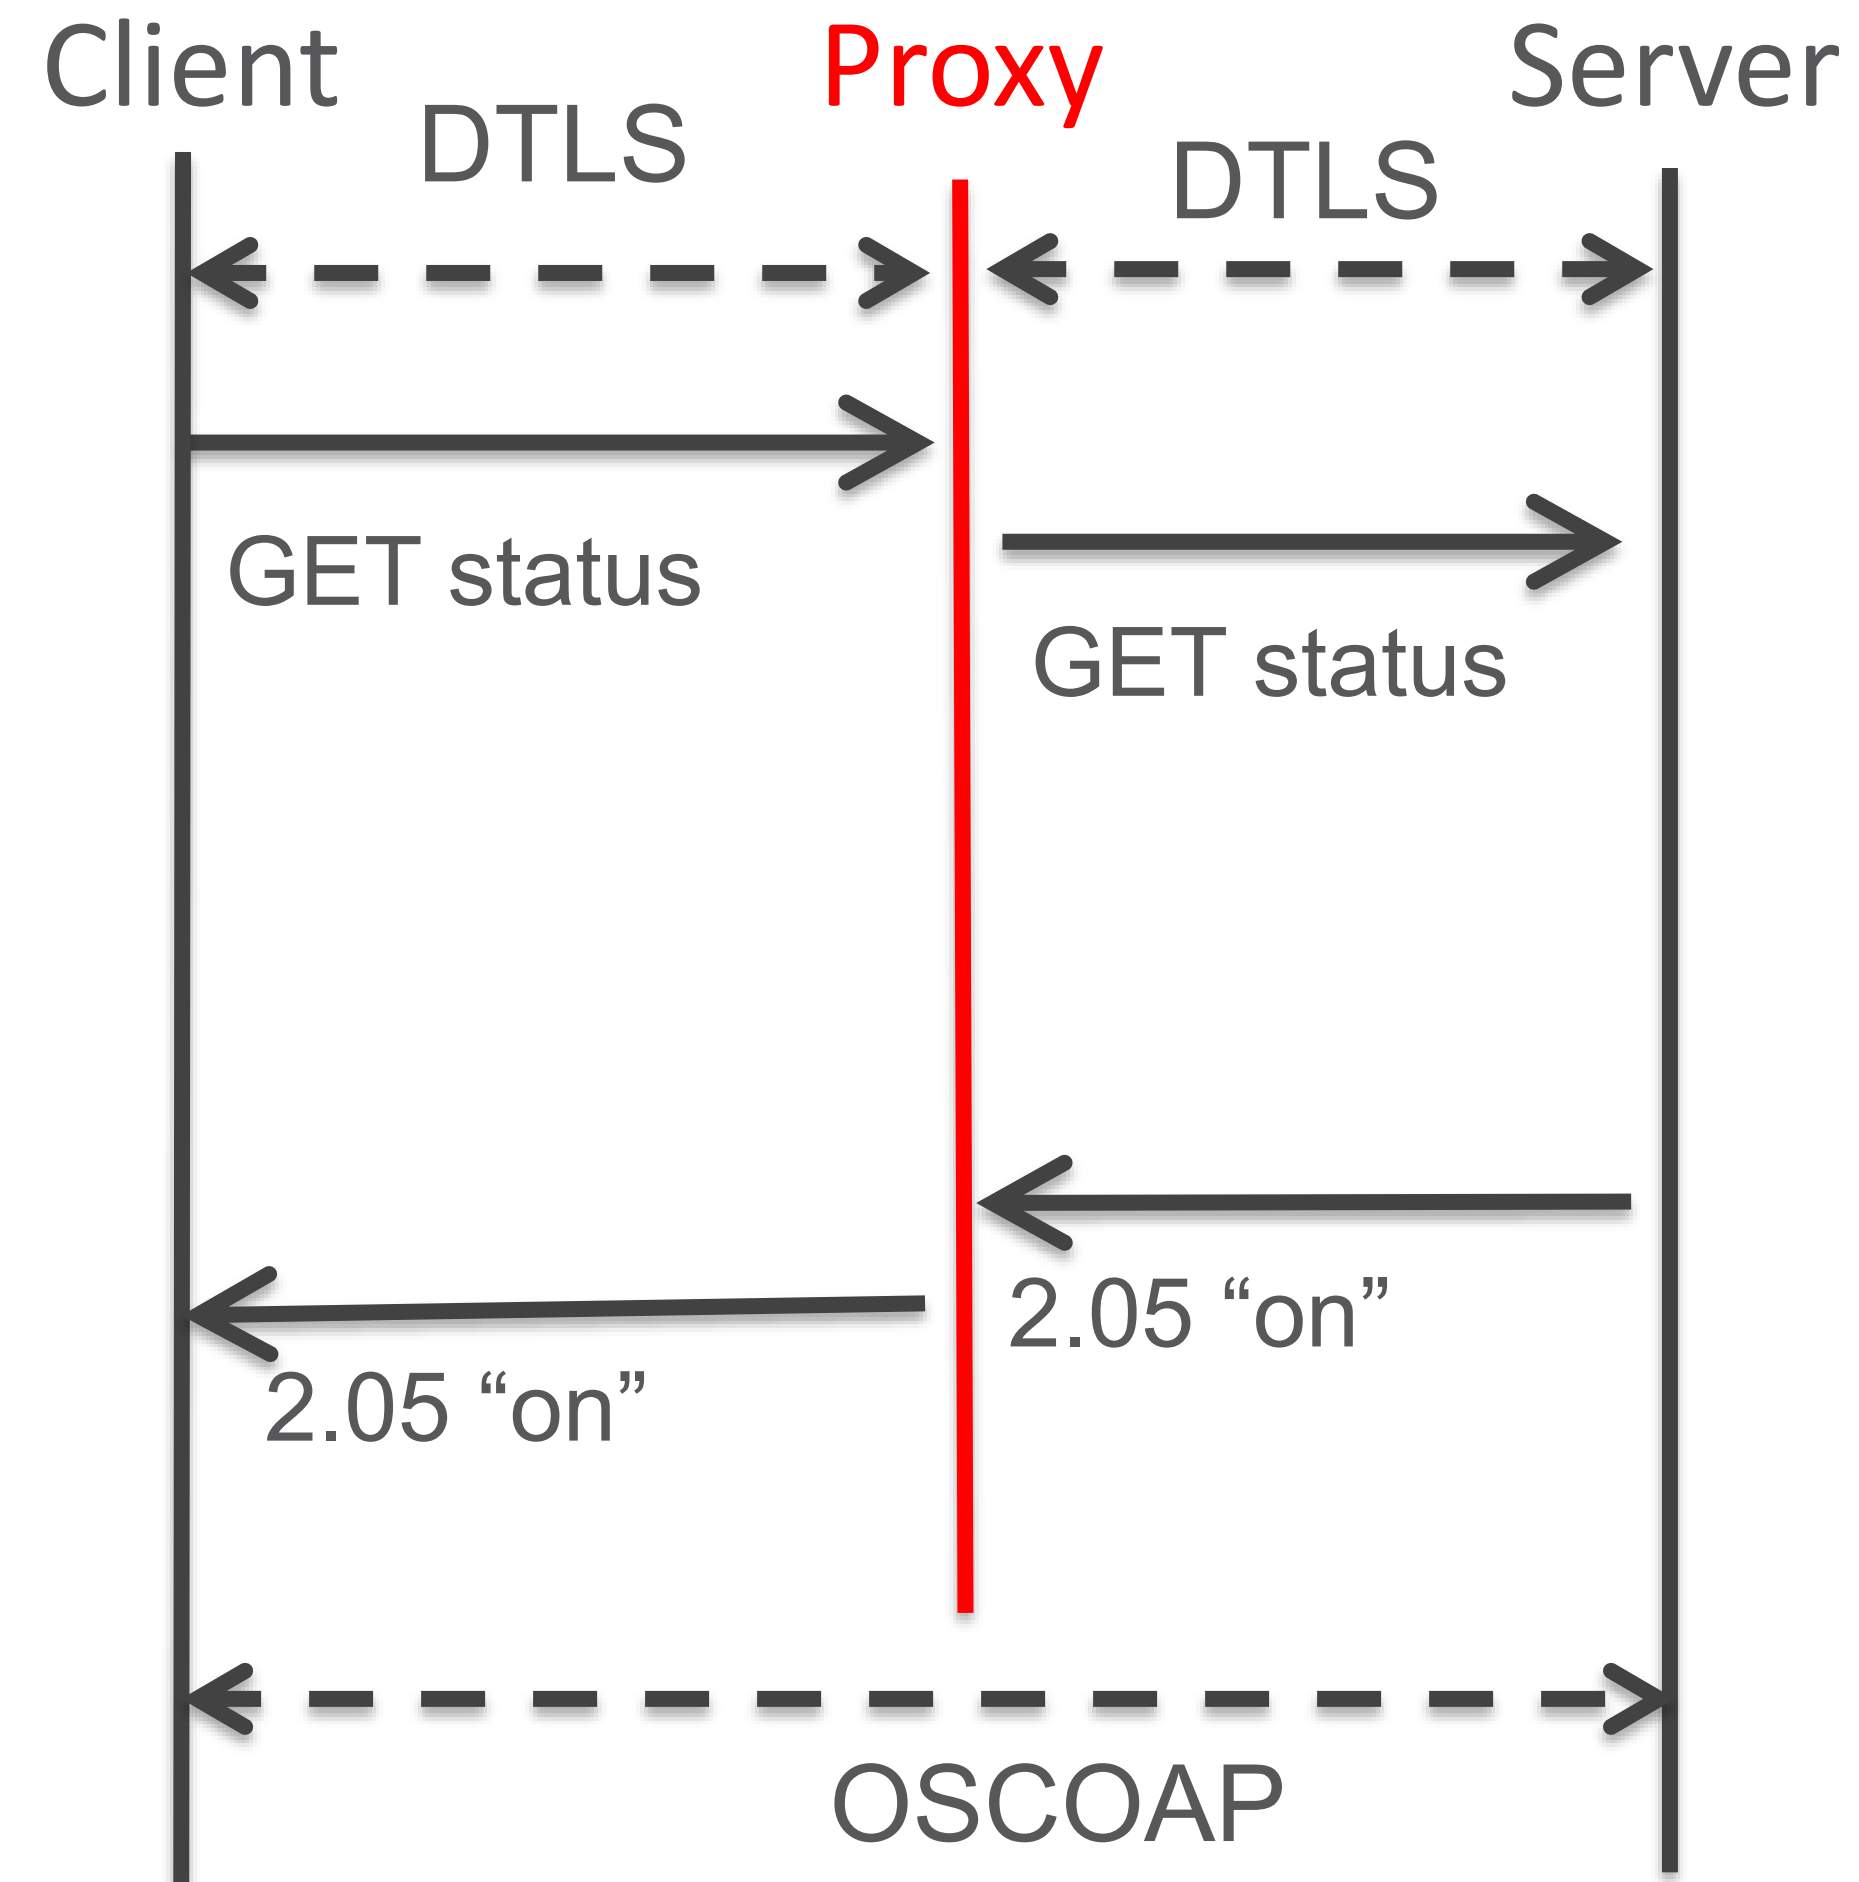 Client
Proxy
Server
DTLS
DTLS
GET status
GET status
2.05 “on”
2.05 “on”
OSCOAP